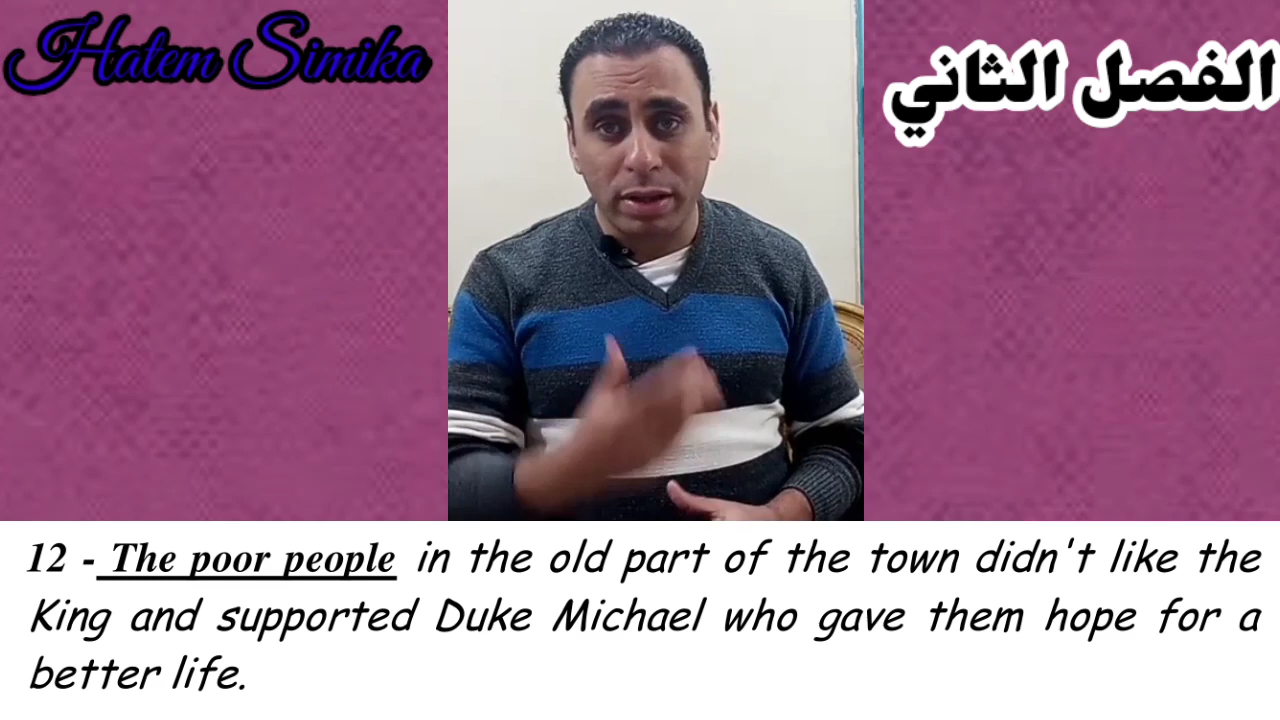 Hatem Simika
الفصل الثاني
12 - The poor people in the old part of the town didn't like the
King and supported Duke Michael who gave them hope for a
better life.